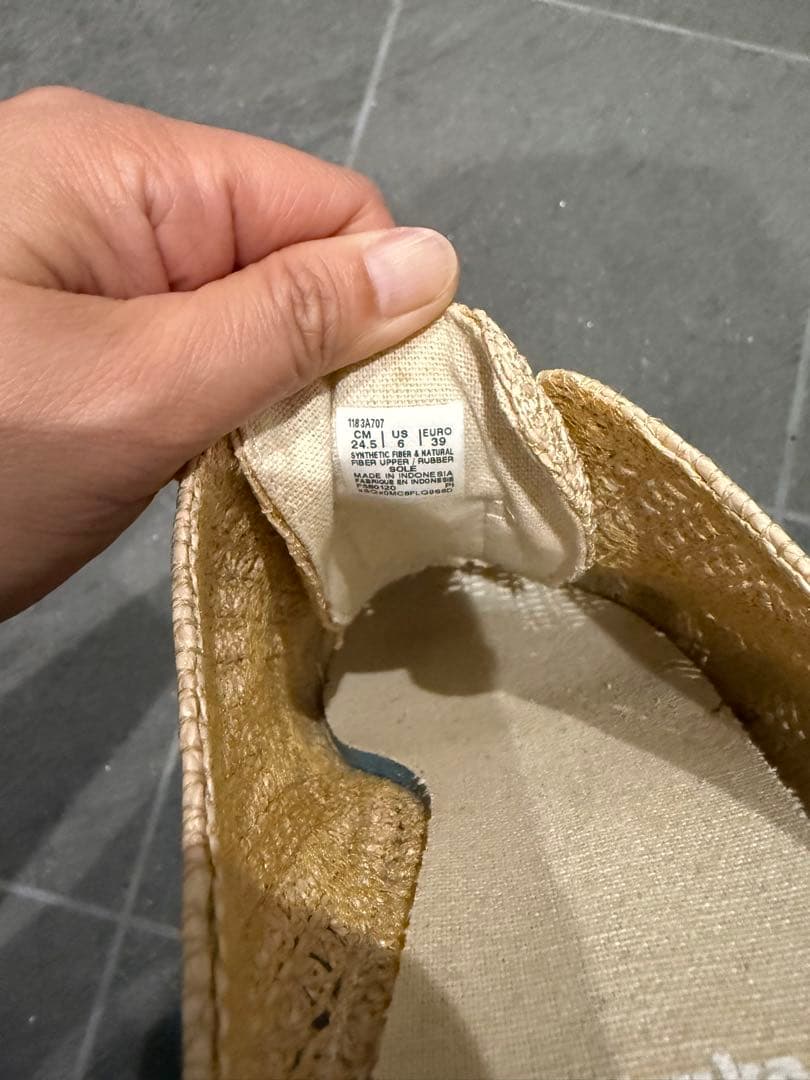 1183A707
CM | US | EURO
24.5 | 6 | 39
SYNTHETIC FIBER & NATURAL
FIBER UPPER / RUBBER
SOLE
MADE IN INDONESIA
FABRIQUE EN INDONESIE
PI